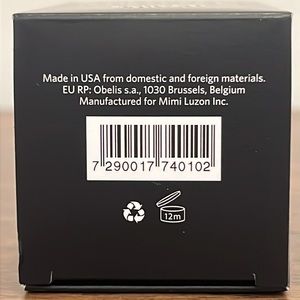 Made in USA from domestic and foreign materials.
EU RP: Obelis s.a., 1030 Brussels, Belgium
Manufactured for Mimi Luzon Inc.
7 290017 740102
12m